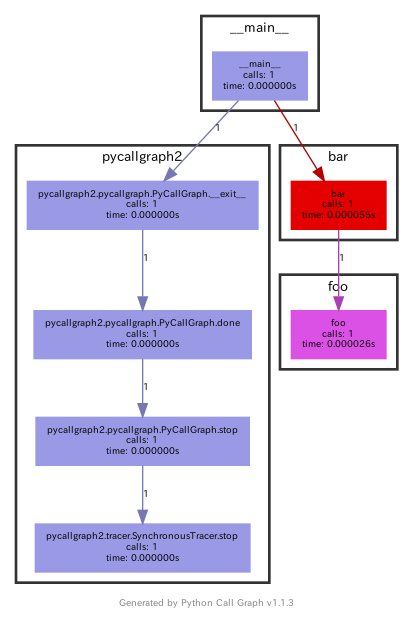 __main__
__main__
calls: 1
time: 0.000000s
1
1
pycallgraph2
pycallgraph2.pycallgraph.PyCallGraph.__exit__
calls: 1
time: 0.000000s
1
pycallgraph2.pycallgraph.PyCallGraph.done
calls: 1
time: 0.000000s
1
pycallgraph2.pycallgraph.PyCallGraph.stop
calls: 1
time: 0.000000s
1
pycallgraph2.tracer.SynchronousTracer.stop
calls: 1
time: 0.000000s
bar
bar
calls: 1
time: 0.000055s
1
foo
foo
calls: 1
time: 0.000026s
Generated by Python Call Graph v1.1.3